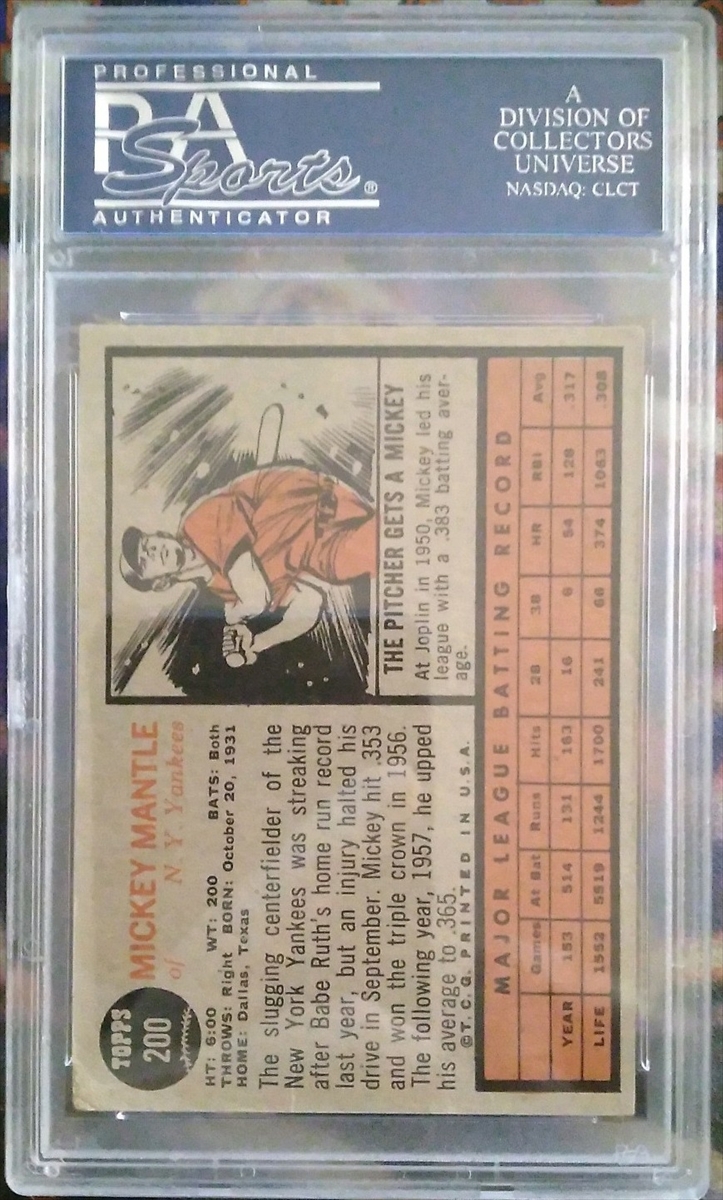 PROFESSIONAL
PSA
Sports®
AUTHENTICATOR
A
DIVISION OF
COLLECTORS
UNIVERSE
NASDAQ: CLCT
TOPPS
200
MICKEY MANTLE
of N. Y. Yankees
HT: 6:00 WT: 200 BATS: Both
THROWS: Right BORN: October 20, 1931
HOME: Dallas, Texas
The slugging centerfielder of the
New York Yankees was streaking
after Babe Ruth's home run record
last year, but an injury halted his
drive in September. Mickey hit .353
and won the triple crown in 1956.
The following year, 1957, he upped
his average to .365.
©T. C. G. PRINTED IN U.S.A.
THE PITCHER GETS A MICKEY
At Joplin in 1950, Mickey led his
league with a .383 batting aver-
age.
MAJOR LEAGUE BATTING RECORD
Games At Bat Runs Hits 2B 3B HR RBI Avg
YEAR 153 514 131 163 16 6 54 128 .317
LIFE 1552 5519 1244 1700 241 66 374 1063 .308
PSA